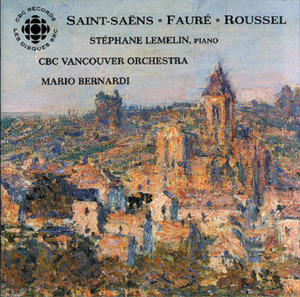 CBC RECORDS
LES DISQUES SRC
SAINT-SAËNS • FAURÉ • ROUSSEL
STÉPHANE LEMELIN, PIANO
CBC VANCOUVER ORCHESTRA
MARIO BERNARDI